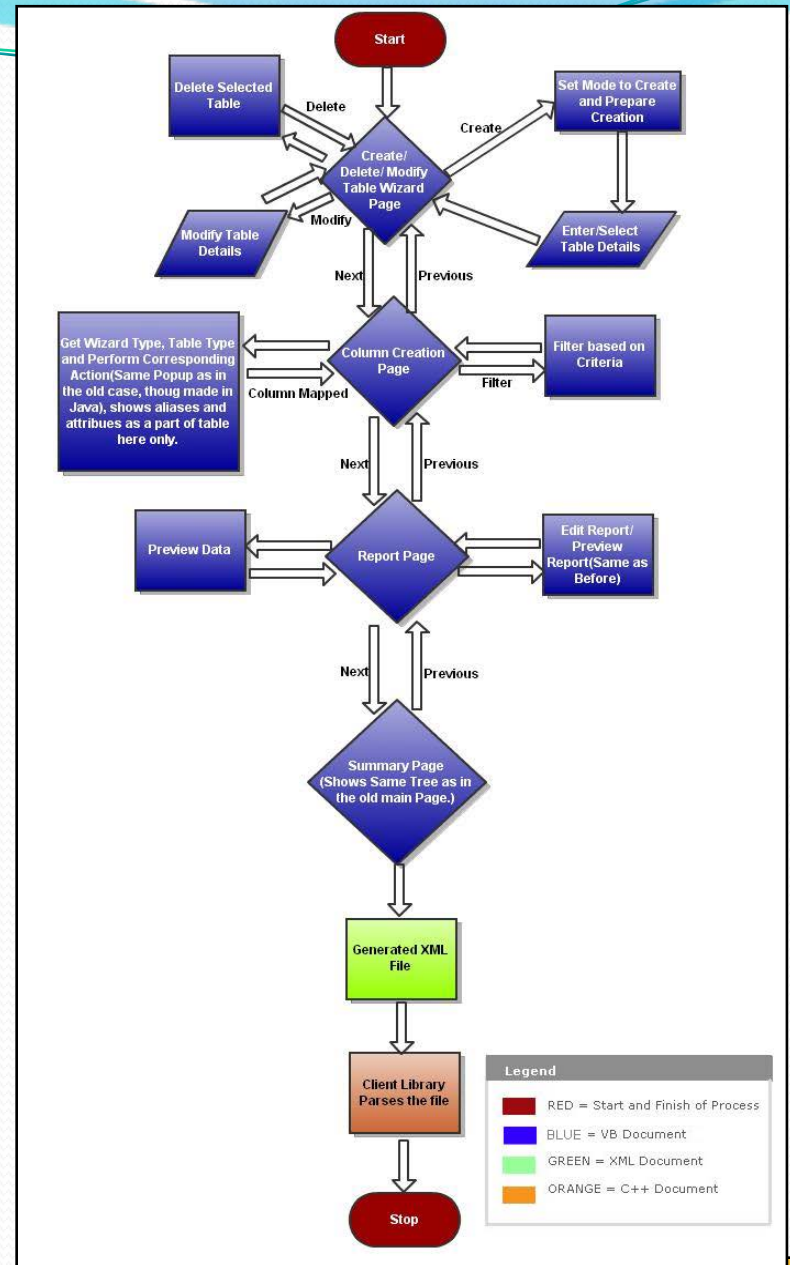 Start
Delete Selected
Table
Delete
Create/
Delete/ Modify
Table Wizard
Page
Create
Set Mode to Create
and Prepare
Creation
Modify
Modify Table
Details
Enter/Select
Table Details
Next
Previous
Get Wizard Type, Table Type
and Perform Corresponding
Action(Same Popup as in
the old case, thoug made in
Java), shows aliases and
attribues as a part of table
here only.
Column Mapped
Column Creation
Page
Filter
Filter based on
Criteria
Next
Previous
Preview Data
Report Page
Edit Report/
Preview
Report(Same as
Before)
Next
Previous
Summary Page
(Shows Same Tree as in
the old main Page.)
Generated XML
File
Client Library
Parses the file
Stop
Legend
RED = Start and Finish of Process
BLUE = VB Document
GREEN = XML Document
ORANGE = C++ Document